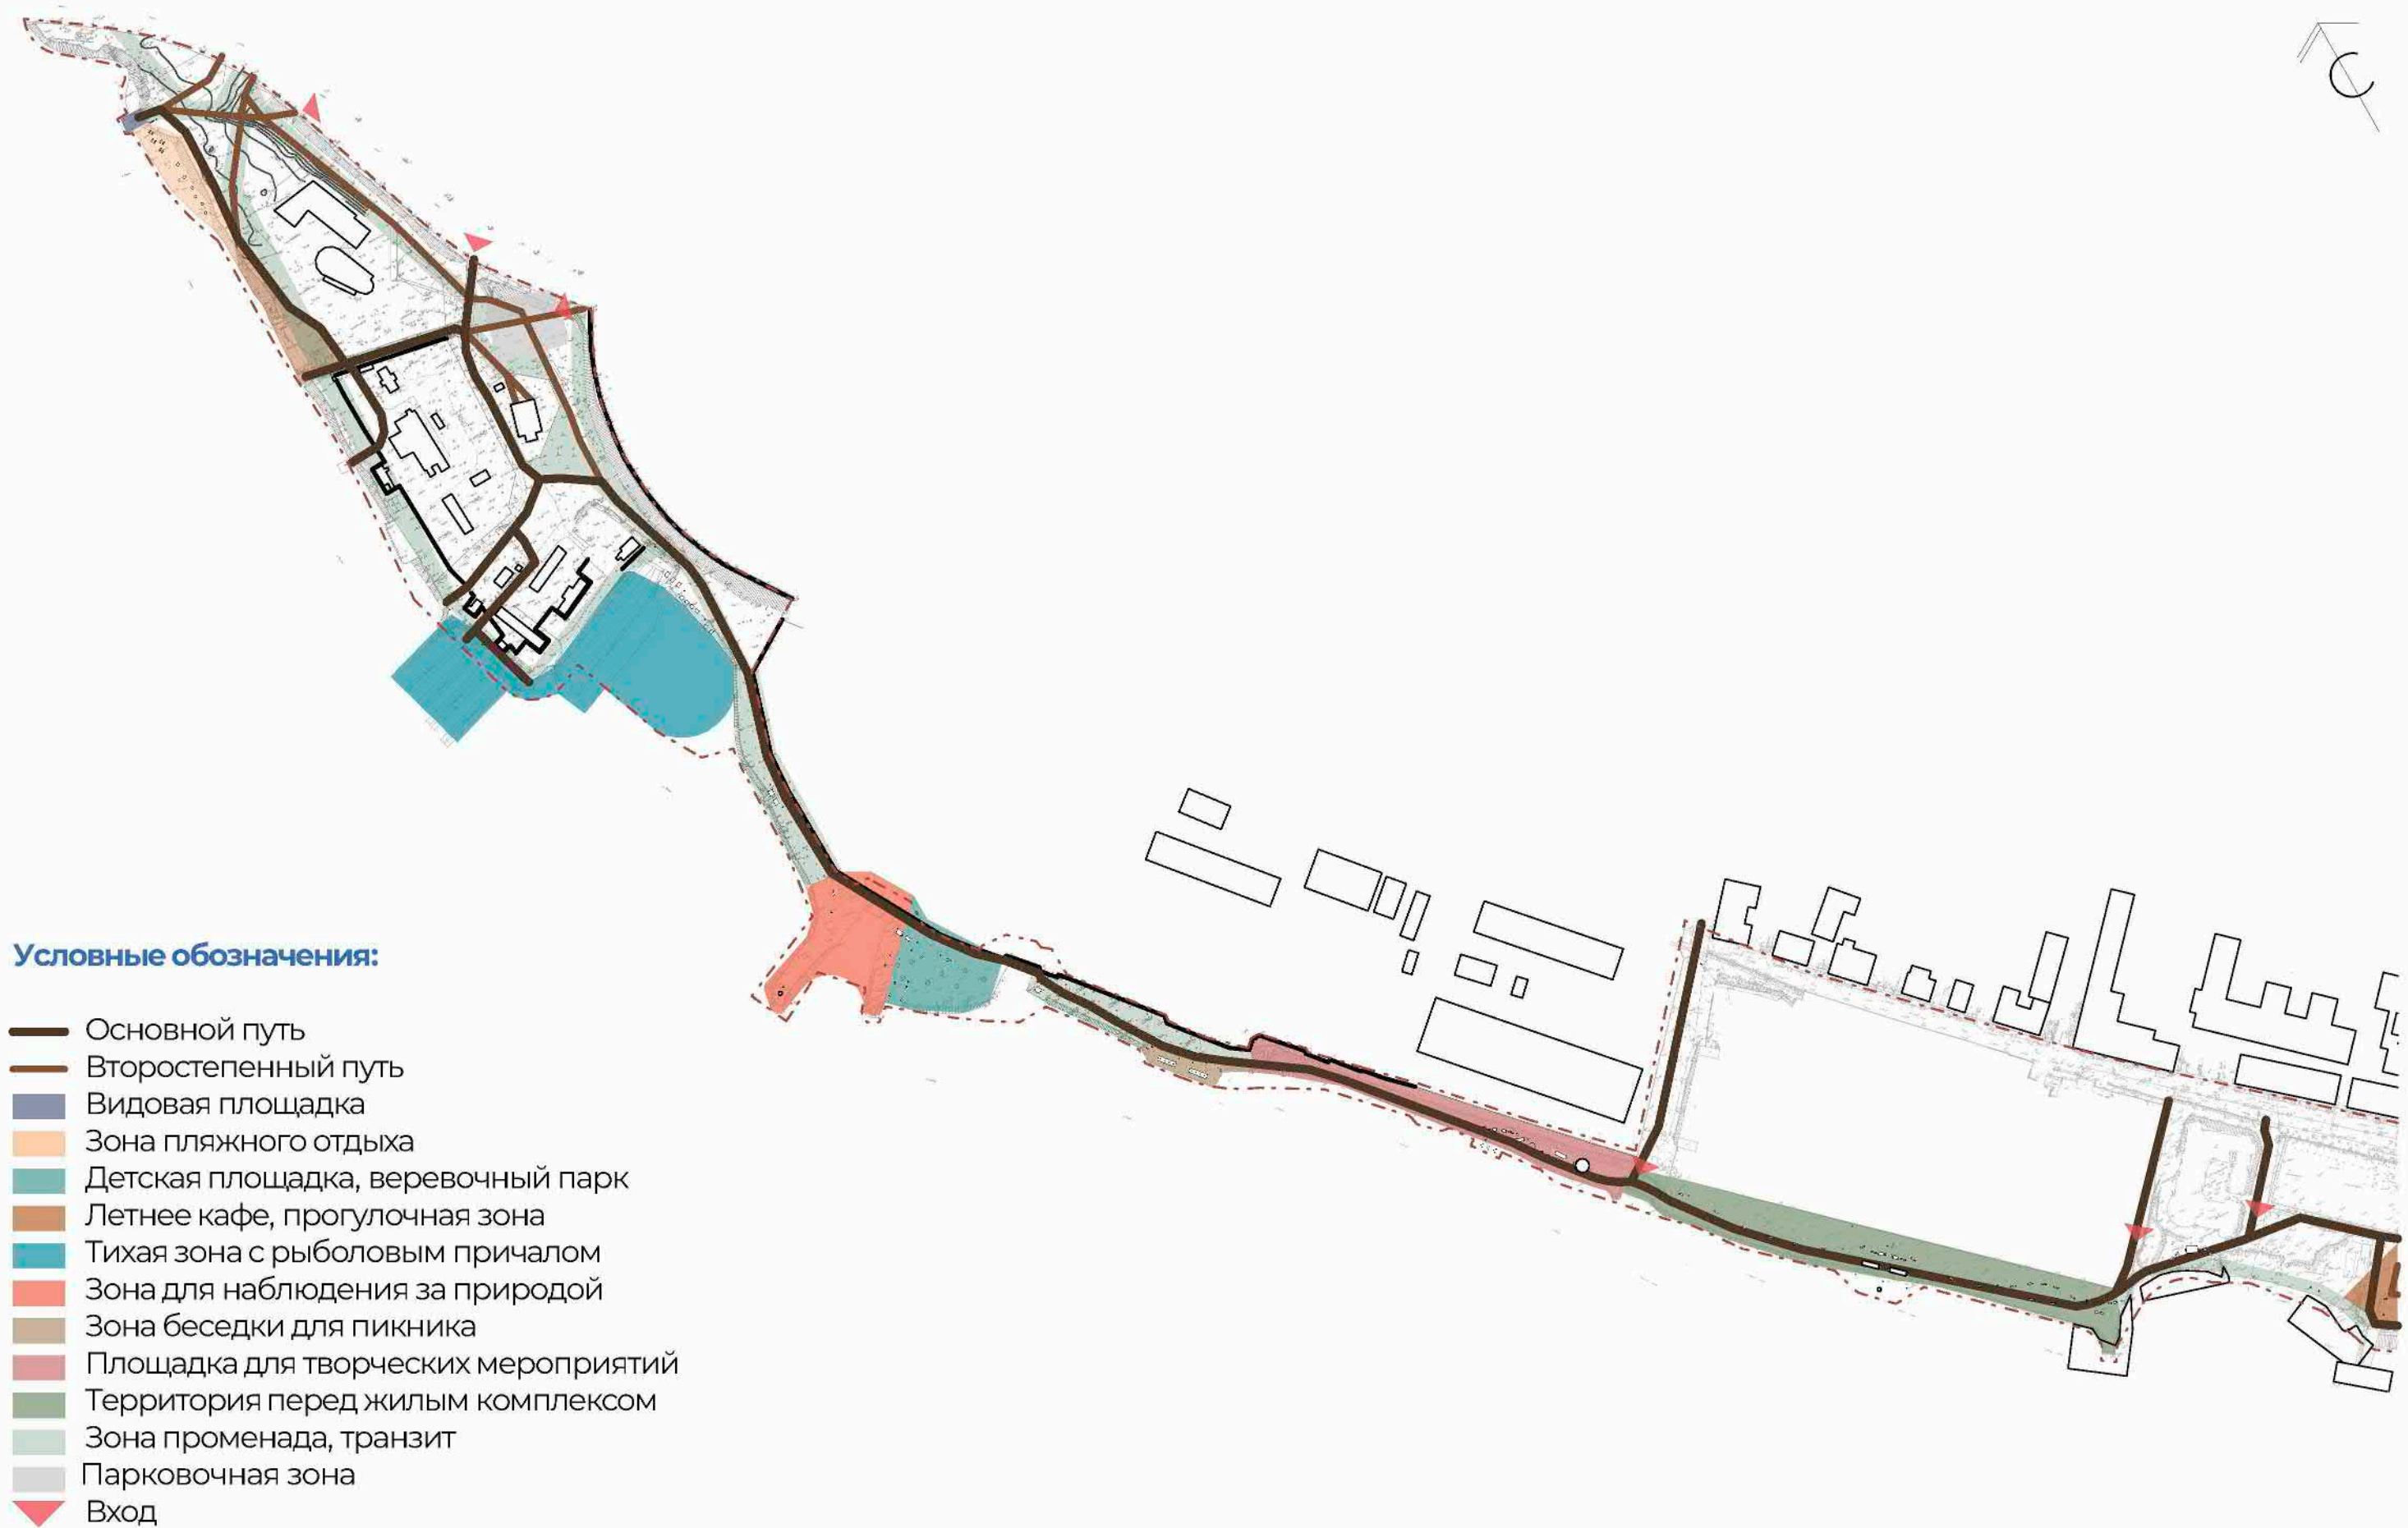 С
Условные обозначения:
Основной путь
Второстепенный путь
Видовая площадка
Зона пляжного отдыха
Детская площадка, веревочный парк
Летнее кафе, прогулочная зона
Тихая зона с рыболовым причалом
Зона для наблюдения за природой
Зона беседки для пикника
Площадка для творческих мероприятий
Территория перед жилым комплексом
Зона променада, транзит
Парковочная зона
Вход